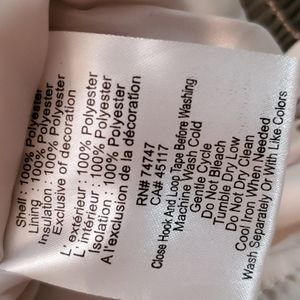 Shell : 100% Polyester
Lining : 100% Polyester
Insulation : 100% Polyester
Exclusive of decoration
L'extérieur : 100% Polyester
L'intérieur : 100% Polyester
Isolation : 100% Polyester
A l'exclusion de la décoration
RN# 74747
CA# 45117
Close Hook And Loop Tape Before Washing
Machine Wash Cold
Gentle Cycle
Do Not Bleach
Tumble Dry Low
Do Not Dry Clean
Cool Iron When Needed
Wash Separately Or With Like Colors